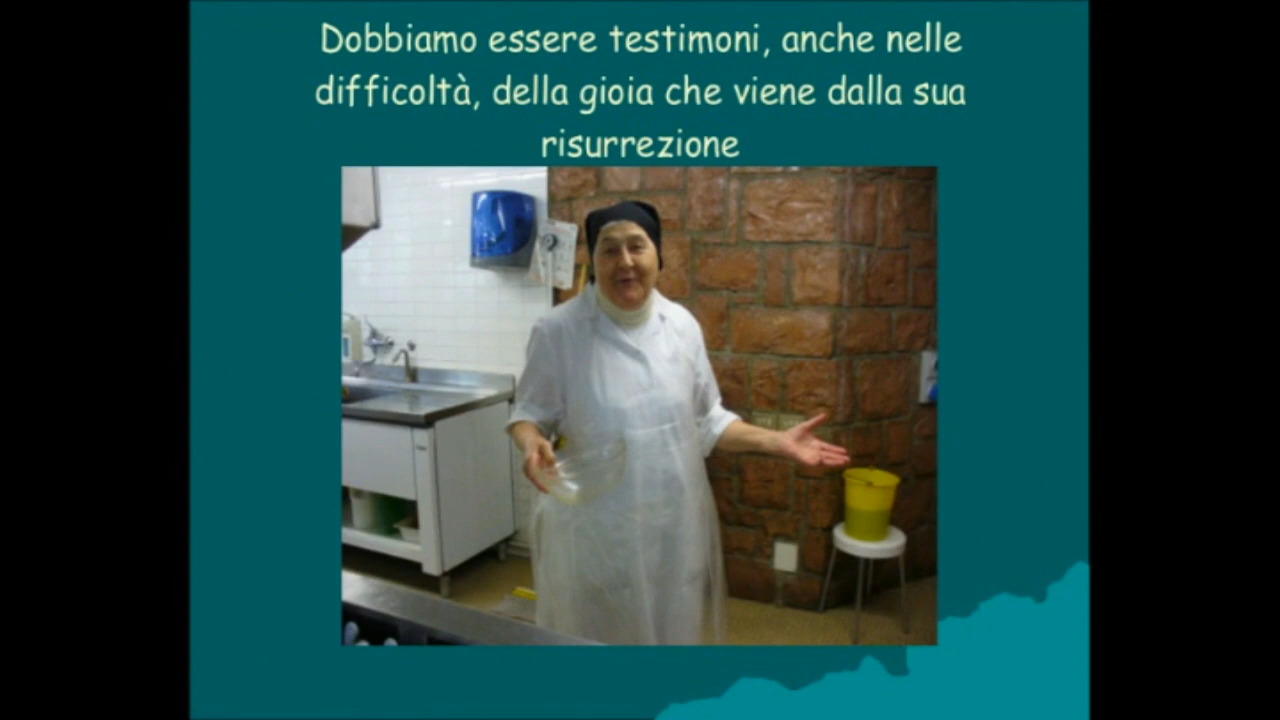 Dobbiamo essere testimoni, anche nelle
difficoltà, della gioia che viene dalla sua
risurrezione